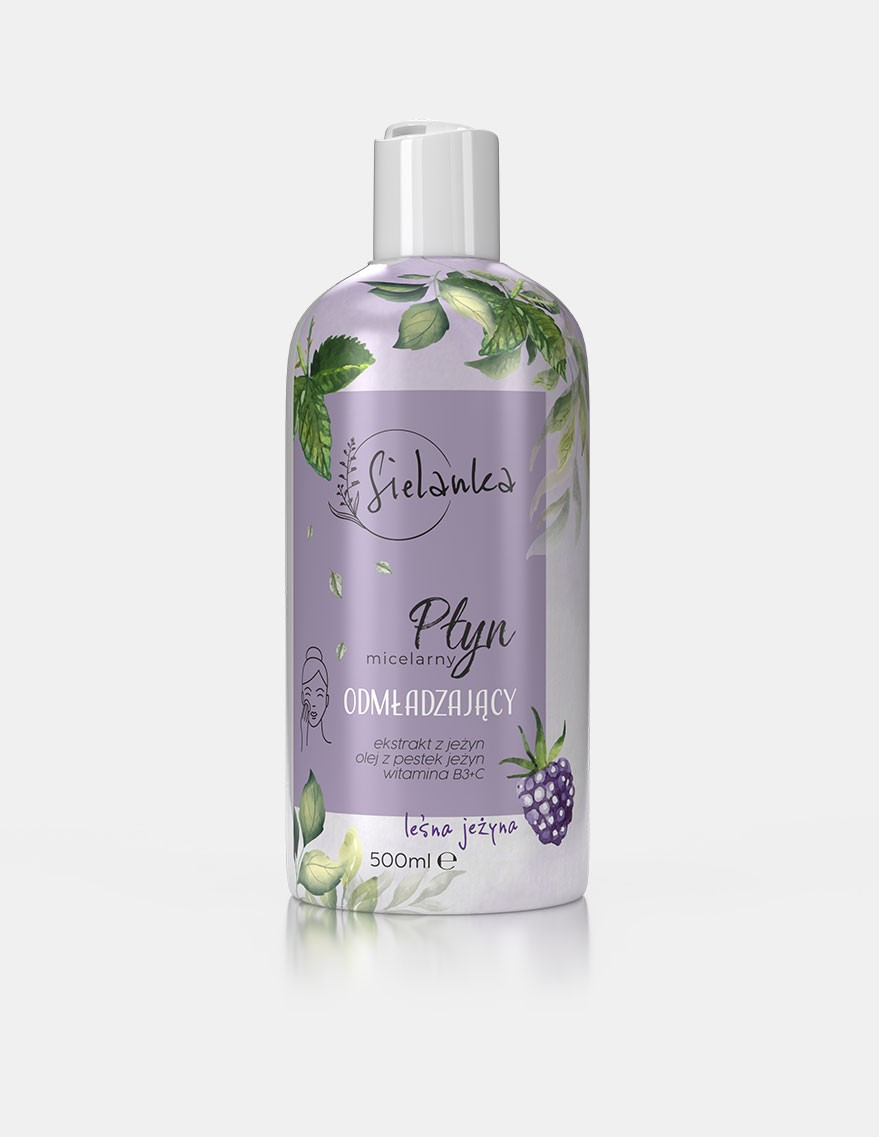 Sielanka
Płyn
micelarny
ODMŁADZAJĄCY
ekstrakt z jeżyn
olej z pestek jeżyn
witamina B3+C
leśna jeżyna
500ml ℮